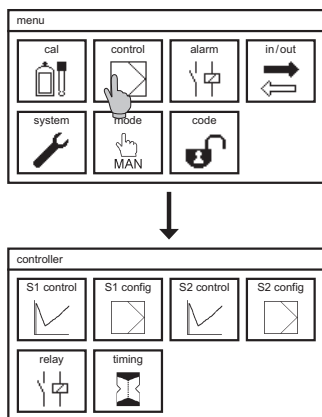 menu
cal control alarm in/out
system mode code
MAN
controller
S1 control S1 config S2 control S2 config
relay timing